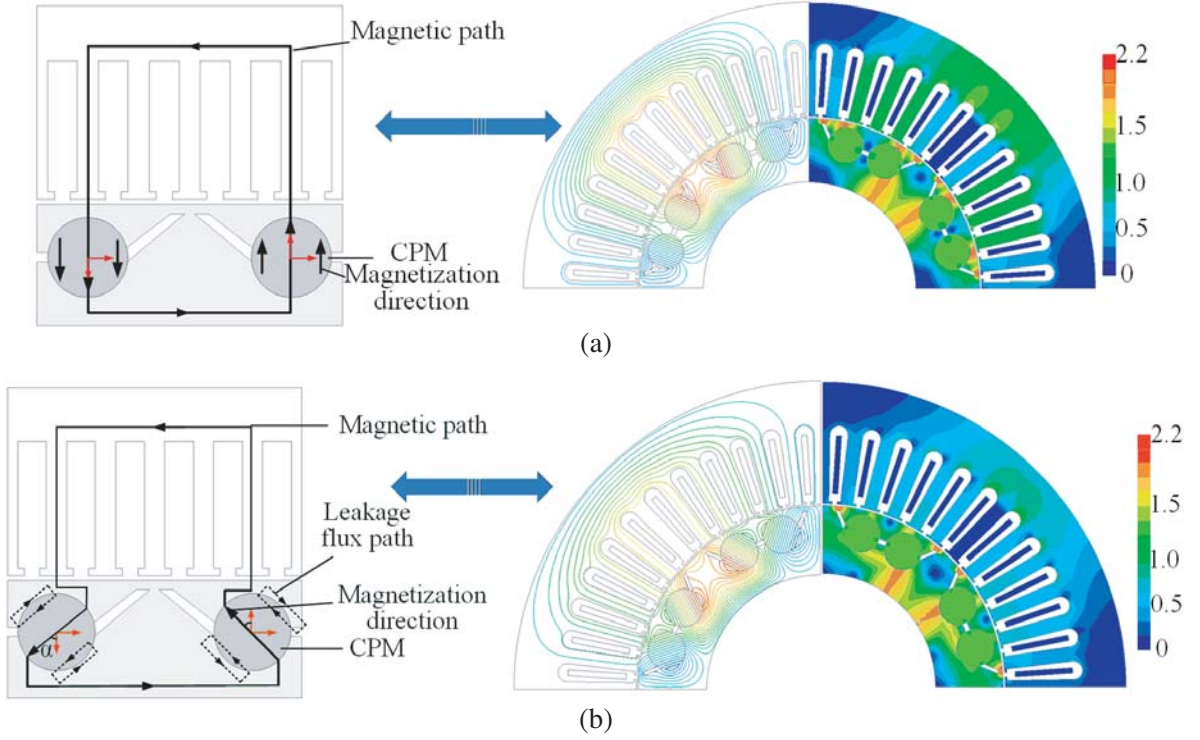 Magnetic path
CPM
Magnetization
direction
2.2
1.5
1.0
0.5
0
(a)
Magnetic path
Leakage
flux path
Magnetization
direction
CPM
α
2.2
1.5
1.0
0.5
0
(b)